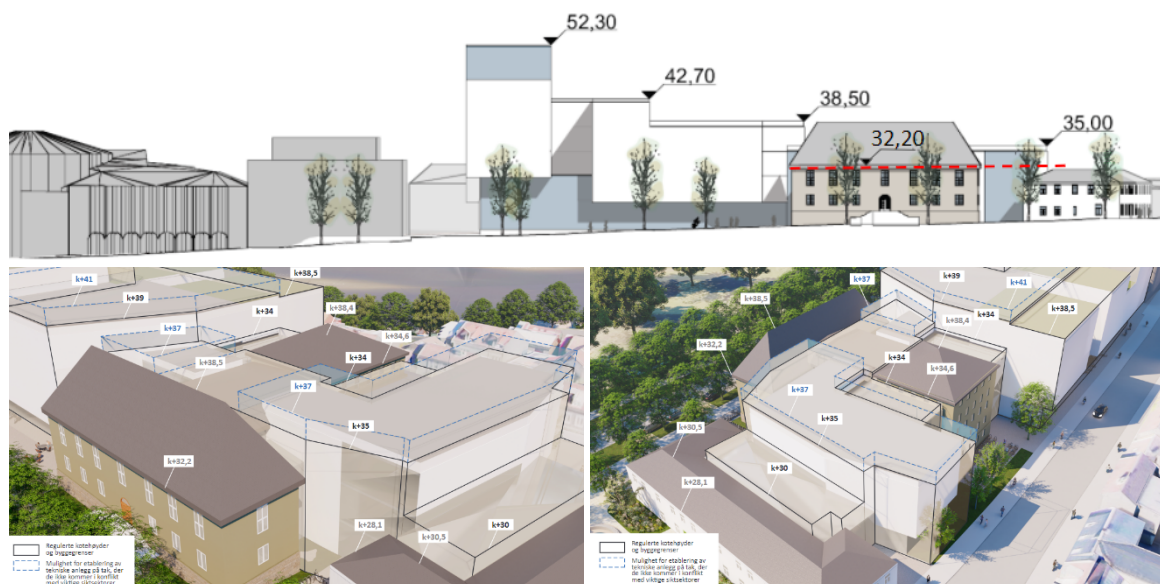 52,30
42,70
38,50
32,20
35,00
k+41
k+39
k+38,5
k+34
k+37
k+38,4
k+34,6
k+38,5
k+34
k+37
k+35
k+32,2
k+28,1
k+30,5
k+30
Regulerte kotehøyder
og byggegrenser
Mulighet for etablering av
tekniske anlegg på tak, der
de ikke kommer i konflikt
med viktige siktsektorer
k+37
k+39
k+41
k+38,5
k+38,5
k+34
k+38,4
k+32,2
k+34
k+34,6
k+37
k+35
k+30,5
k+30
k+28,1
Regulerte kotehøyder
og byggegrenser
Mulighet for etablering av
tekniske anlegg på tak, der
de ikke kommer i konflikt
med viktige siktsektorer